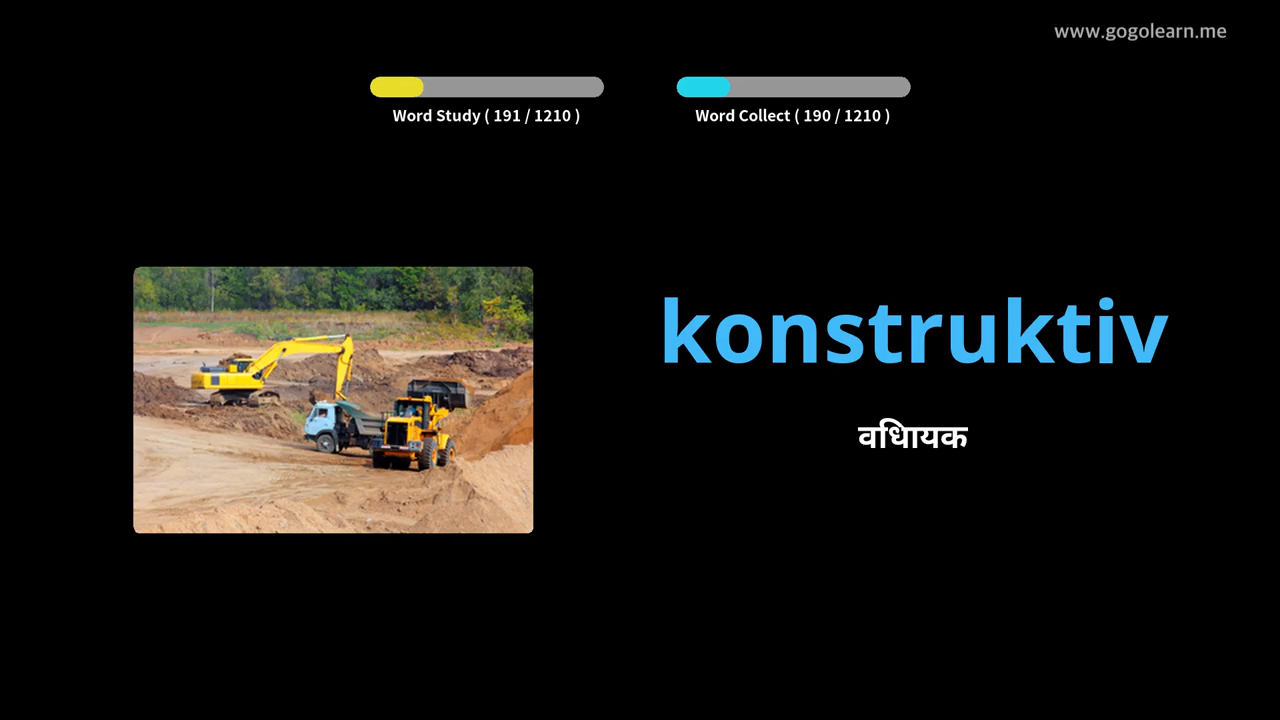 www.gogolearn.me
Word Study ( 191 / 1210 )
Word Collect ( 190 / 1210 )
konstruktiv
वधिायक